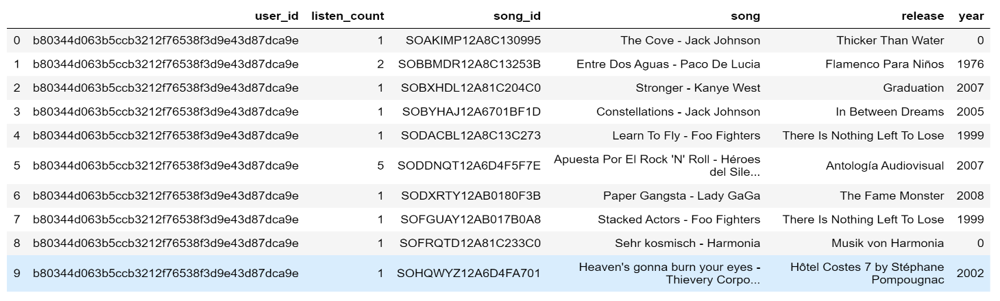 user_id listen_count song_id song release year
0 b80344d063b5ccb3212f76538f3d9e43d87dca9e 1 SOAKIMP12A8C130995 The Cove - Jack Johnson Thicker Than Water 0
1 b80344d063b5ccb3212f76538f3d9e43d87dca9e 2 SOBBMDR12A8C13253B Entre Dos Aguas - Paco De Lucia Flamenco Para Niños 1976
2 b80344d063b5ccb3212f76538f3d9e43d87dca9e 1 SOBXHDL12A81C204C0 Stronger - Kanye West Graduation 2007
3 b80344d063b5ccb3212f76538f3d9e43d87dca9e 1 SOBYHAJ12A6701BF1D Constellations - Jack Johnson In Between Dreams 2005
4 b80344d063b5ccb3212f76538f3d9e43d87dca9e 1 SODACBL12A8C13C273 Learn To Fly - Foo Fighters There Is Nothing Left To Lose 1999
5 b80344d063b5ccb3212f76538f3d9e43d87dca9e 5 SODDNQT12A6D4F5F7E Apuesta Por El Rock 'N' Roll - Héroes Antología Audiovisual 2007
del Sile...
6 b80344d063b5ccb3212f76538f3d9e43d87dca9e 1 SODXRTY12AB0180F3B Paper Gangsta - Lady GaGa The Fame Monster 2008
7 b80344d063b5ccb3212f76538f3d9e43d87dca9e 1 SOFGUAY12AB017B0A8 Stacked Actors - Foo Fighters There Is Nothing Left To Lose 1999
8 b80344d063b5ccb3212f76538f3d9e43d87dca9e 1 SOFRQTD12A81C233C0 Sehr kosmisch - Harmonia Musik von Harmonia 0
9 b80344d063b5ccb3212f76538f3d9e43d87dca9e 1 SOHQWYZ12A6D4FA701 Heaven's gonna burn your eyes - Hôtel Costes 7 by Stéphane 2002
Thievery Corpo... Pompougnac